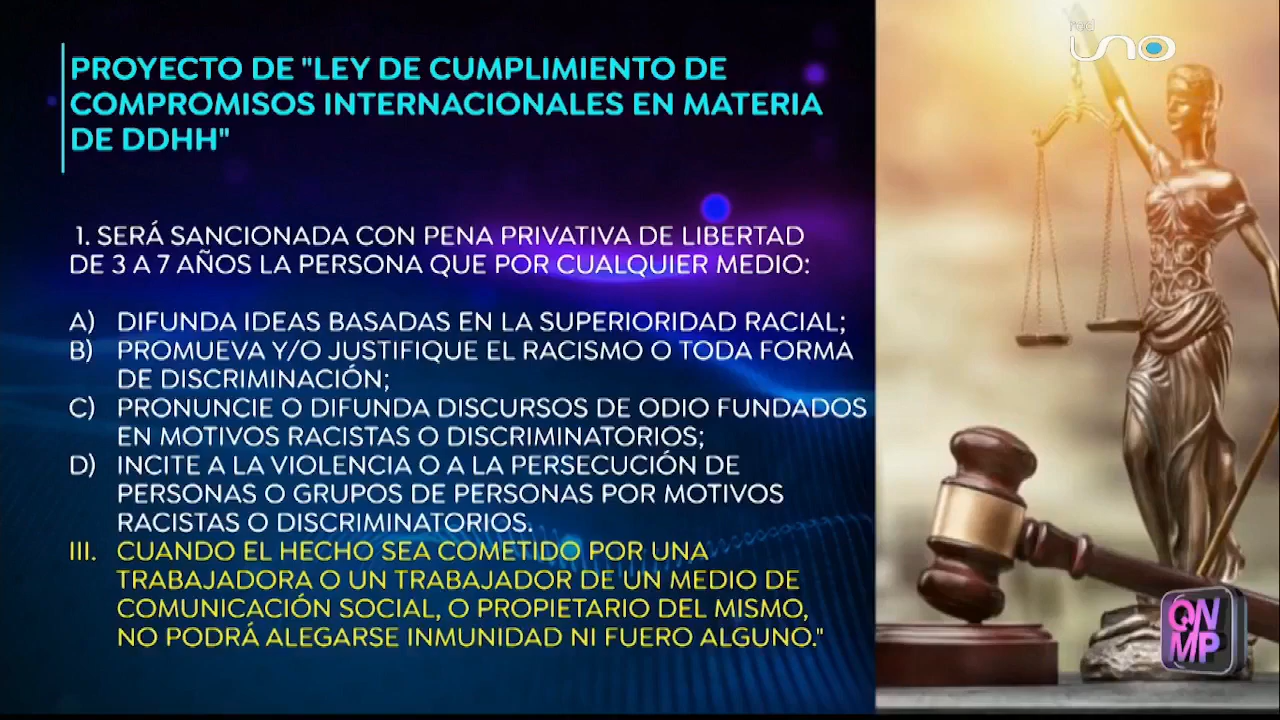 red
UNO
PROYECTO DE "LEY DE CUMPLIMIENTO DE
COMPROMISOS INTERNACIONALES EN MATERIA
DE DDHH"
1. SERÁ SANCIONADA CON PENA PRIVATIVA DE LIBERTAD
DE 3 A 7 AÑOS LA PERSONA QUE POR CUALQUIER MEDIO:
A) DIFUNDA IDEAS BASADAS EN LA SUPERIORIDAD RACIAL;
B) PROMUEVA Y/O JUSTIFIQUE EL RACISMO O TODA FORMA
DE DISCRIMINACIÓN;
C) PRONUNCIE O DIFUNDA DISCURSOS DE ODIO FUNDADOS
EN MOTIVOS RACISTAS O DISCRIMINATORIOS;
D) INCITE A LA VIOLENCIA O A LA PERSECUCIÓN DE
PERSONAS O GRUPOS DE PERSONAS POR MOTIVOS
RACISTAS O DISCRIMINATORIOS.
III. CUANDO EL HECHO SEA COMETIDO POR UNA
TRABAJADORA O UN TRABAJADOR DE UN MEDIO DE
COMUNICACIÓN SOCIAL, O PROPIETARIO DEL MISMO,
NO PODRÁ ALEGARSE INMUNIDAD NI FUERO ALGUNO."
QN
MP